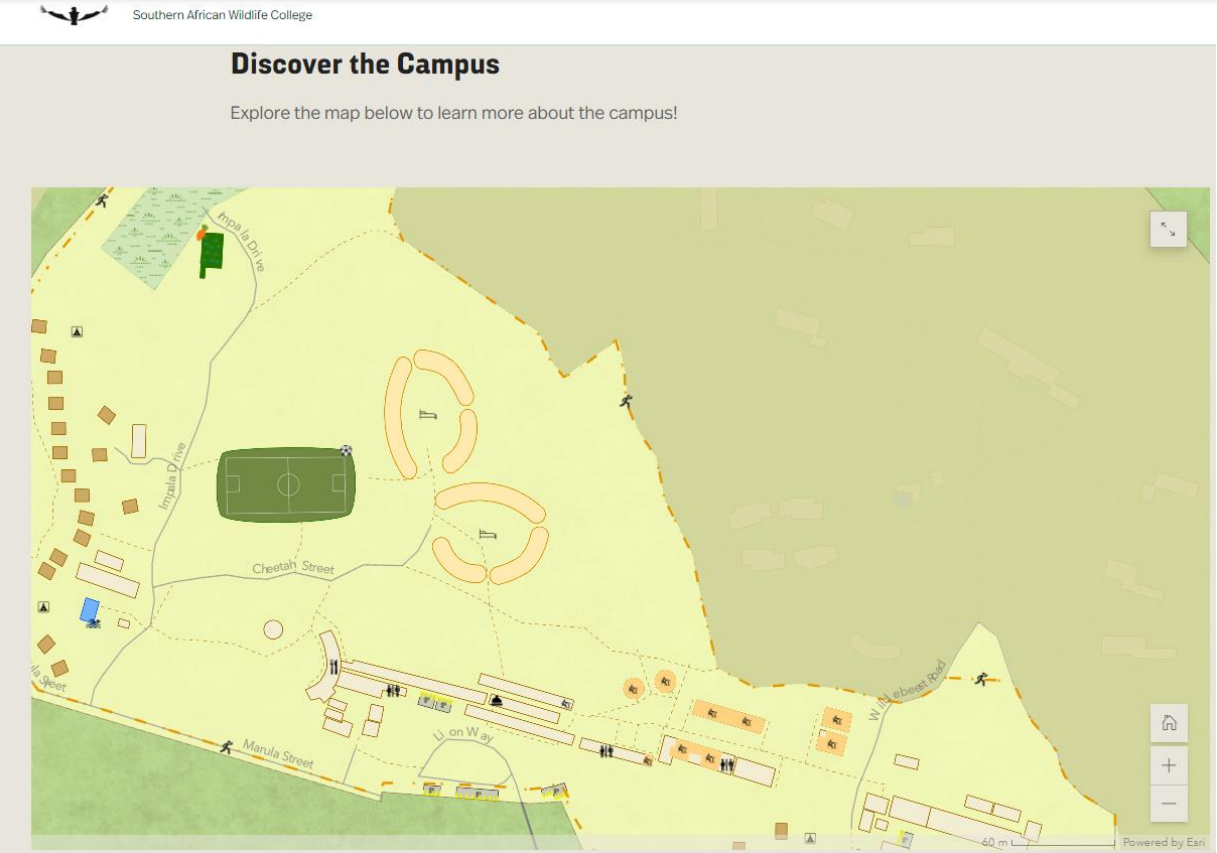 Southern African Wildlife College
Discover the Campus
Explore the map below to learn more about the campus!
Impala Drive
Impala Drive
Cheetah Street
Wildebeest Road
la Street
Lion Way
Marula Street
60 m
Powered by Esri